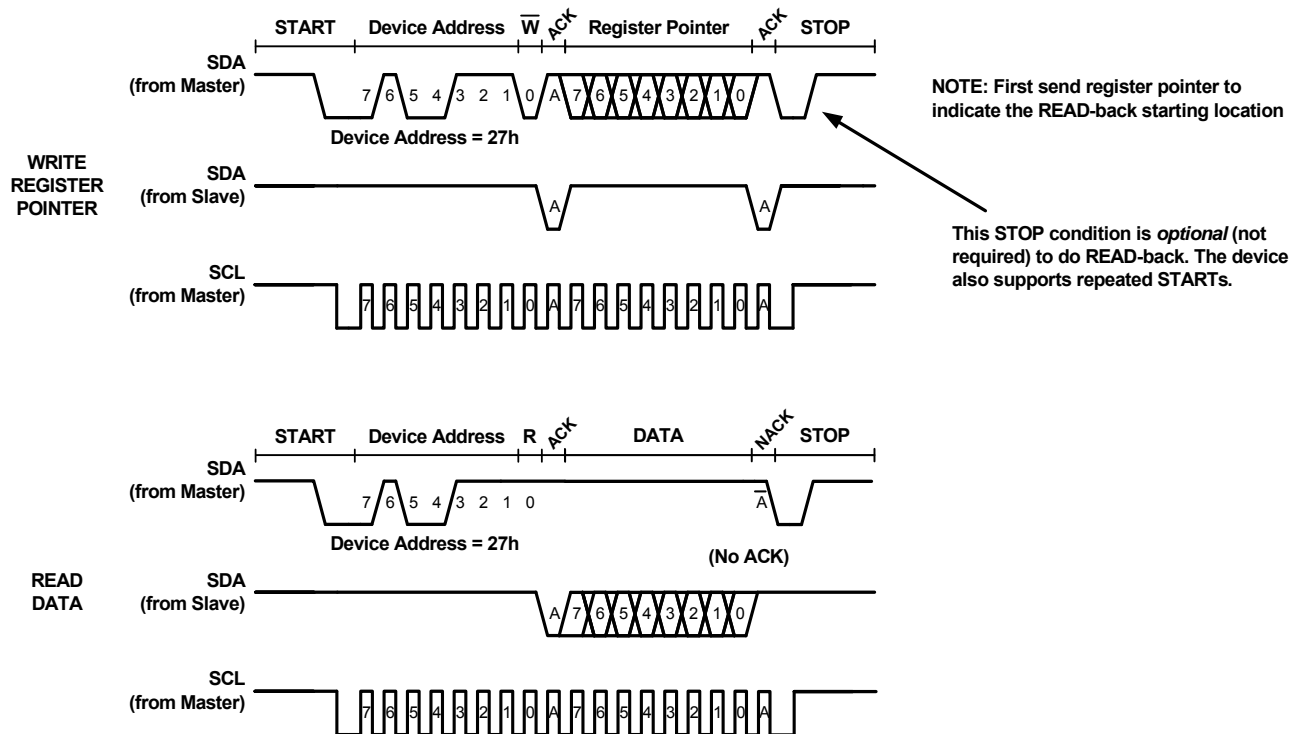 START Device Address W̅ ACK Register Pointer ACK STOP
SDA
(from Master)
7 6 5 4 3 2 1 0 A 7 6 5 4 3 2 1 0
Device Address = 27h
NOTE: First send register pointer to
indicate the READ-back starting location
WRITE
REGISTER
POINTER
SDA
(from Slave)
A A
This STOP condition is optional (not
required) to do READ-back. The device
also supports repeated STARTs.
SCL
(from Master)
7 6 5 4 3 2 1 0 A 7 6 5 4 3 2 1 0 A
START Device Address R ACK DATA NACK STOP
SDA
(from Master)
7 6 5 4 3 2 1 0 A̅
Device Address = 27h
(No ACK)
READ
DATA
SDA
(from Slave)
A 7 6 5 4 3 2 1 0
SCL
(from Master)
7 6 5 4 3 2 1 0 A 7 6 5 4 3 2 1 0 A